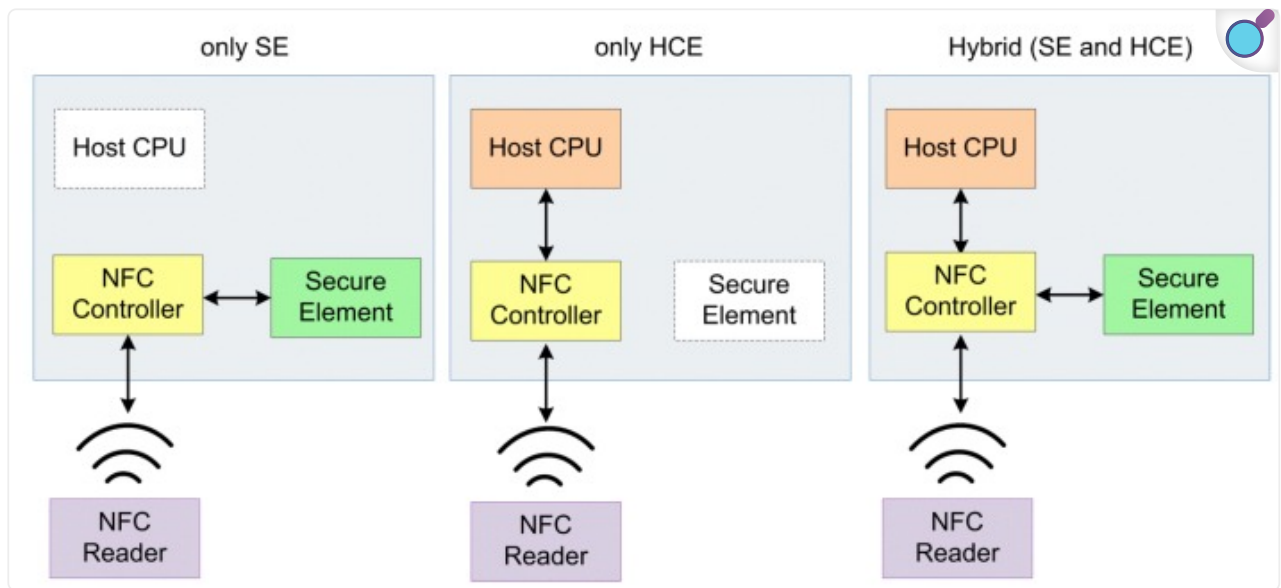 only SE
Host CPU
NFC
Controller
Secure
Element
NFC
Reader
only HCE
Host CPU
NFC
Controller
Secure
Element
NFC
Reader
Hybrid (SE and HCE)
Host CPU
NFC
Controller
Secure
Element
NFC
Reader